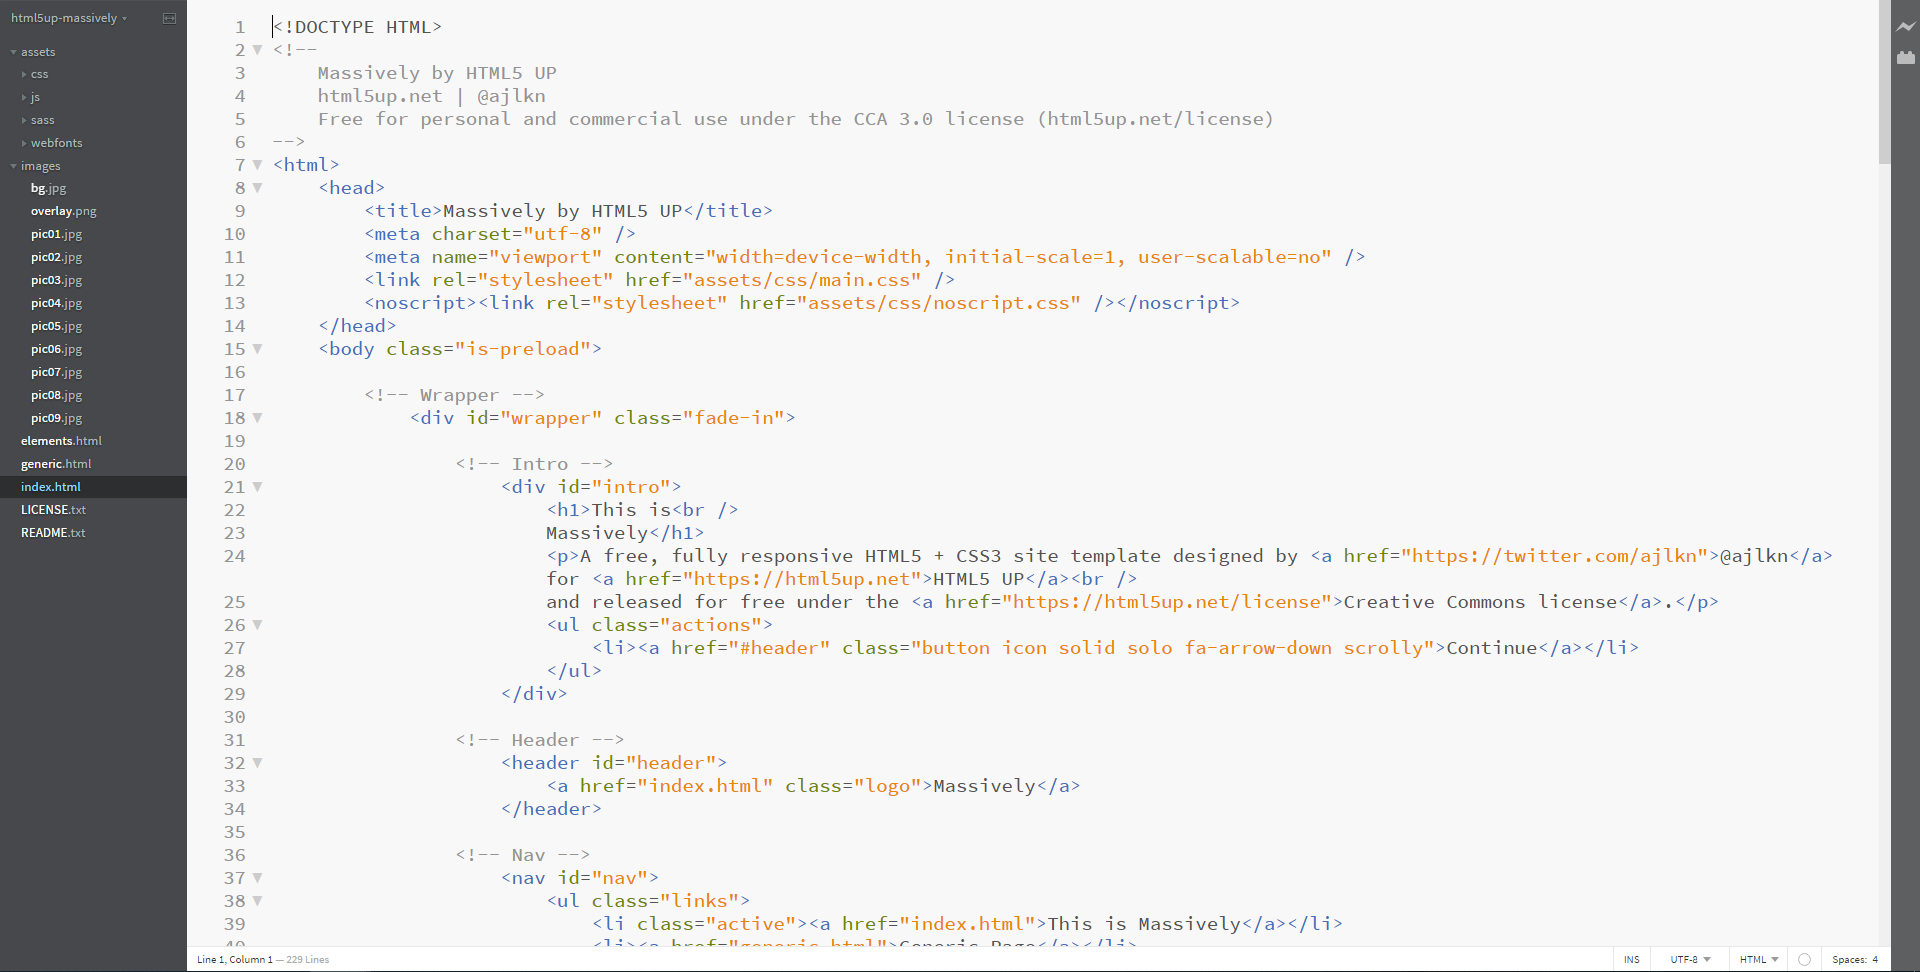 html5up-massively
assets
css
js
sass
webfonts
images
bg.jpg
overlay.png
pic01.jpg
pic02.jpg
pic03.jpg
pic04.jpg
pic05.jpg
pic06.jpg
pic07.jpg
pic08.jpg
pic09.jpg
elements.html
generic.html
index.html
LICENSE.txt
README.txt
1 <!DOCTYPE HTML>
2 <!--
3 Massively by HTML5 UP
4 html5up.net | @ajlkn
5 Free for personal and commercial use under the CCA 3.0 license (html5up.net/license)
6 -->
7 <html>
8 <head>
9 <title>Massively by HTML5 UP</title>
10 <meta charset="utf-8" />
11 <meta name="viewport" content="width=device-width, initial-scale=1, user-scalable=no" />
12 <link rel="stylesheet" href="assets/css/main.css" />
13 <noscript><link rel="stylesheet" href="assets/css/noscript.css" /></noscript>
14 </head>
15 <body class="is-preload">
16
17 <!-- Wrapper -->
18 <div id="wrapper" class="fade-in">
19
20 <!-- Intro -->
21 <div id="intro">
22 <h1>This is<br />
23 Massively</h1>
24 <p>A free, fully responsive HTML5 + CSS3 site template designed by <a href="https://twitter.com/ajlkn">@ajlkn</a>
for <a href="https://html5up.net">HTML5 UP</a><br />
25 and released for free under the <a href="https://html5up.net/license">Creative Commons license</a>.</p>
26 <ul class="actions">
27 <li><a href="#header" class="button icon solid solo fa-arrow-down scrolly">Continue</a></li>
28 </ul>
29 </div>
30
31 <!-- Header -->
32 <header id="header">
33 <a href="index.html" class="logo">Massively</a>
34 </header>
35
36 <!-- Nav -->
37 <nav id="nav">
38 <ul class="links">
39 <li class="active"><a href="index.html">This is Massively</a></li>
40 <li><a href="generic.html">Generic Page</a></li>
Line 1, Column 1 — 229 Lines
INS
UTF-8
HTML
Spaces: 4